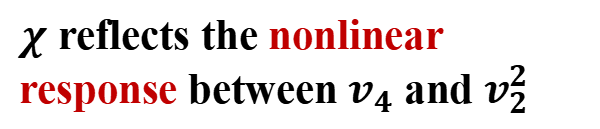 χ reflects the nonlinear
response between v₄ and v₂²